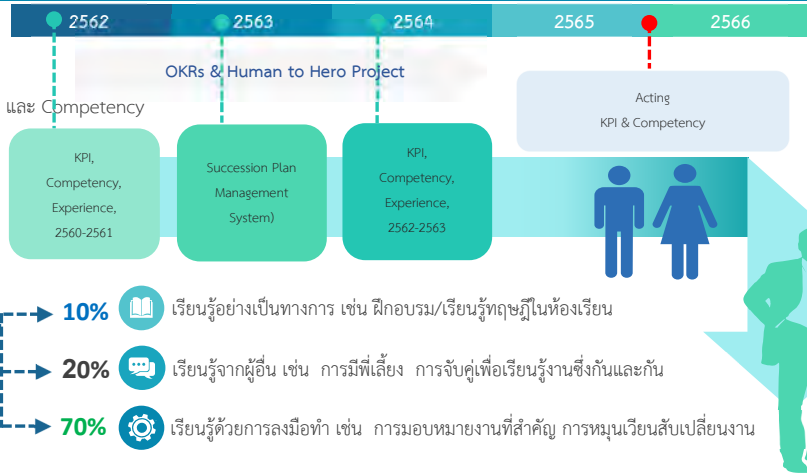 2562 2563 2564 2565 2566
OKRs & Human to Hero Project
และ Competency
KPI,
Competency,
Experience,
2560-2561
Succession Plan
Management
System)
KPI,
Competency,
Experience,
2562-2563
Acting
KPI & Competency
10% เรียนรู้อย่างเป็นทางการ เช่น ฝึกอบรม/เรียนรู้ทฤษฎีในห้องเรียน
20% เรียนรู้จากผู้อื่น เช่น การมีพี่เลี้ยง การจับคู่เพื่อเรียนรู้งานซึ่งกันและกัน
70% เรียนรู้ด้วยการลงมือทำ เช่น การมอบหมายงานที่สำคัญ การหมุนเวียนสับเปลี่ยนงาน